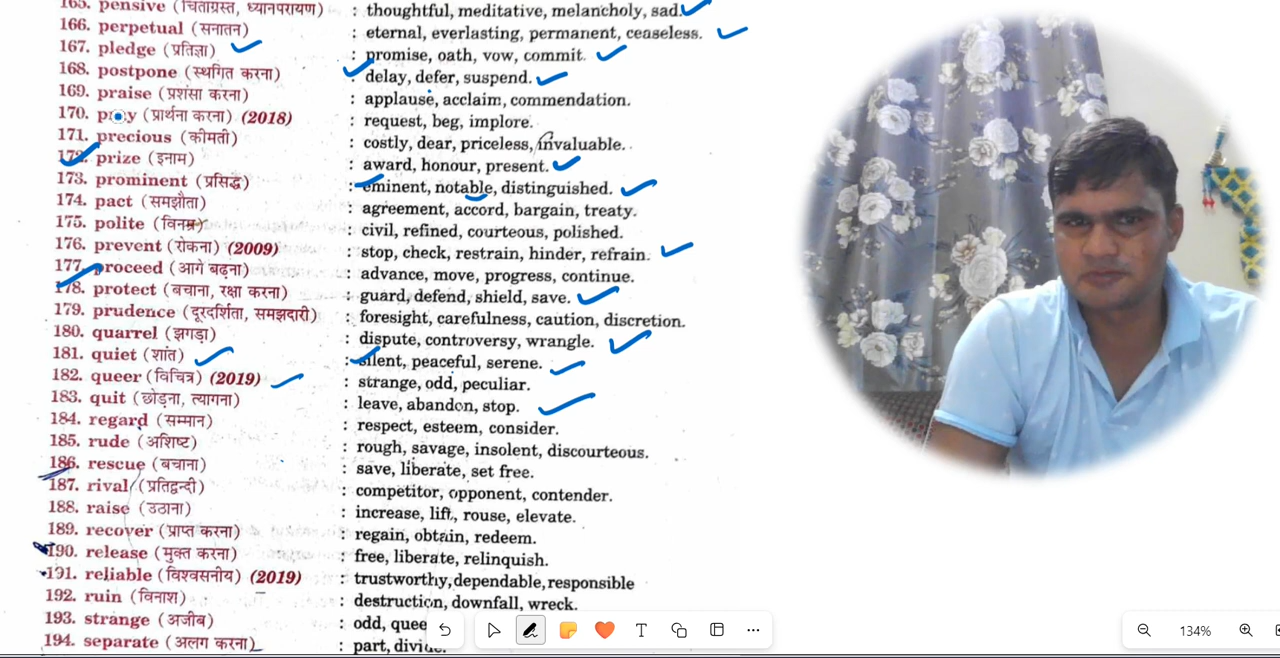 165. pensive (चिंताग्रस्त, ध्यानपरायण) : thoughtful, meditative, melancholy, sad.
166. perpetual (सनातन) : eternal, everlasting, permanent, ceaseless.
167. pledge (प्रतिज्ञा) : promise, oath, vow, commit.
168. postpone (स्थगित करना) : delay, defer, suspend.
169. praise (प्रशंसा करना) : applause, acclaim, commendation.
170. pray (प्रार्थना करना) (2018) : request, beg, implore.
171. precious (कीमती) : costly, dear, priceless, invaluable.
172. prize (इनाम) : award, honour, present.
173. prominent (प्रसिद्ध) : eminent, notable, distinguished.
174. pact (समझौता) : agreement, accord, bargain, treaty.
175. polite (विनम्र) : civil, refined, courteous, polished.
176. prevent (रोकना) (2009) : stop, check, restrain, hinder, refrain.
177. proceed (आगे बढ़ना) : advance, move, progress, continue.
178. protect (बचाना, रक्षा करना) : guard, defend, shield, save.
179. prudence (दूरदर्शिता, समझदारी) : foresight, carefulness, caution, discretion.
180. quarrel (झगड़ा) : dispute, controversy, wrangle.
181. quiet (शांत) : silent, peaceful, serene.
182. queer (विचित्र) (2019) : strange, odd, peculiar.
183. quit (छोड़ना, त्यागना) : leave, abandon, stop.
184. regard (सम्मान) : respect, esteem, consider.
185. rude (अशिष्ट) : rough, savage, insolent, discourteous.
186. rescue (बचाना) : save, liberate, set free.
187. rival (प्रतिद्वन्दी) : competitor, opponent, contender.
188. raise (उठाना) : increase, lift, rouse, elevate.
189. recover (प्राप्त करना) : regain, obtain, redeem.
190. release (मुक्त करना) : free, liberate, relinquish.
191. reliable (विश्वसनीय) (2019) : trustworthy, dependable, responsible
192. ruin (विनाश) : destruction, downfall, wreck.
193. strange (अजीब) : odd,
194. separate (अलग करना) : part,
134%